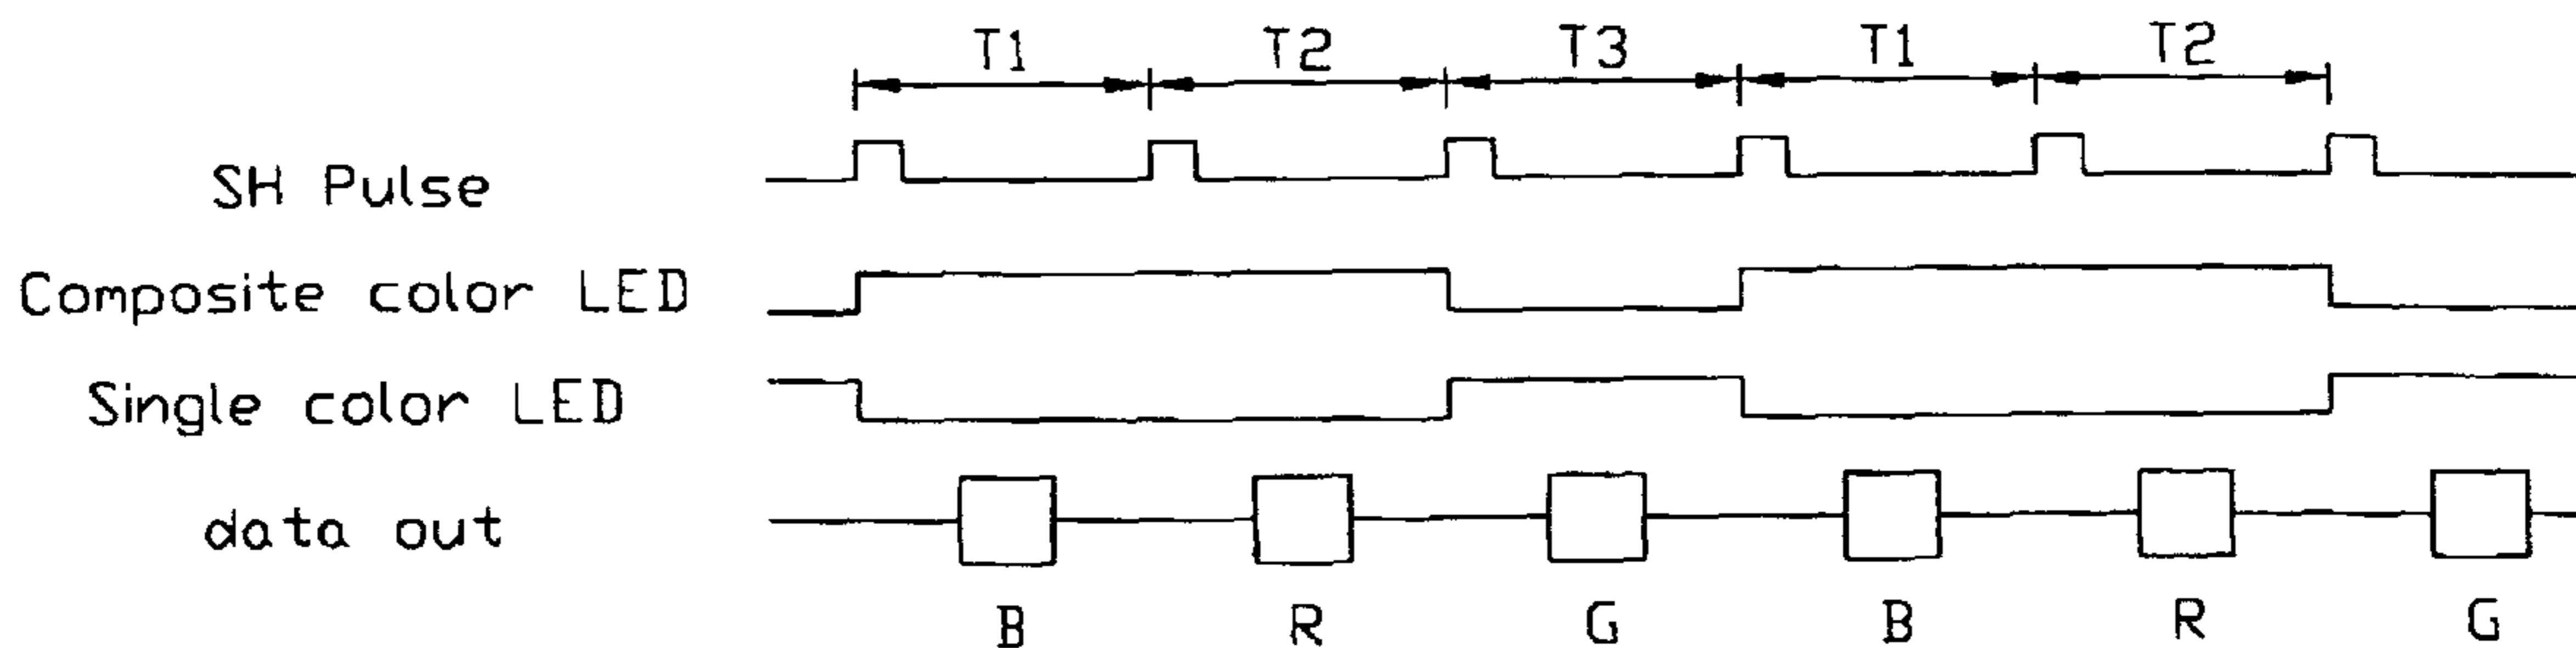 T1 T2 T3 T1 T2
SH Pulse
Composite color LED
Single color LED
data out
B R G B R G